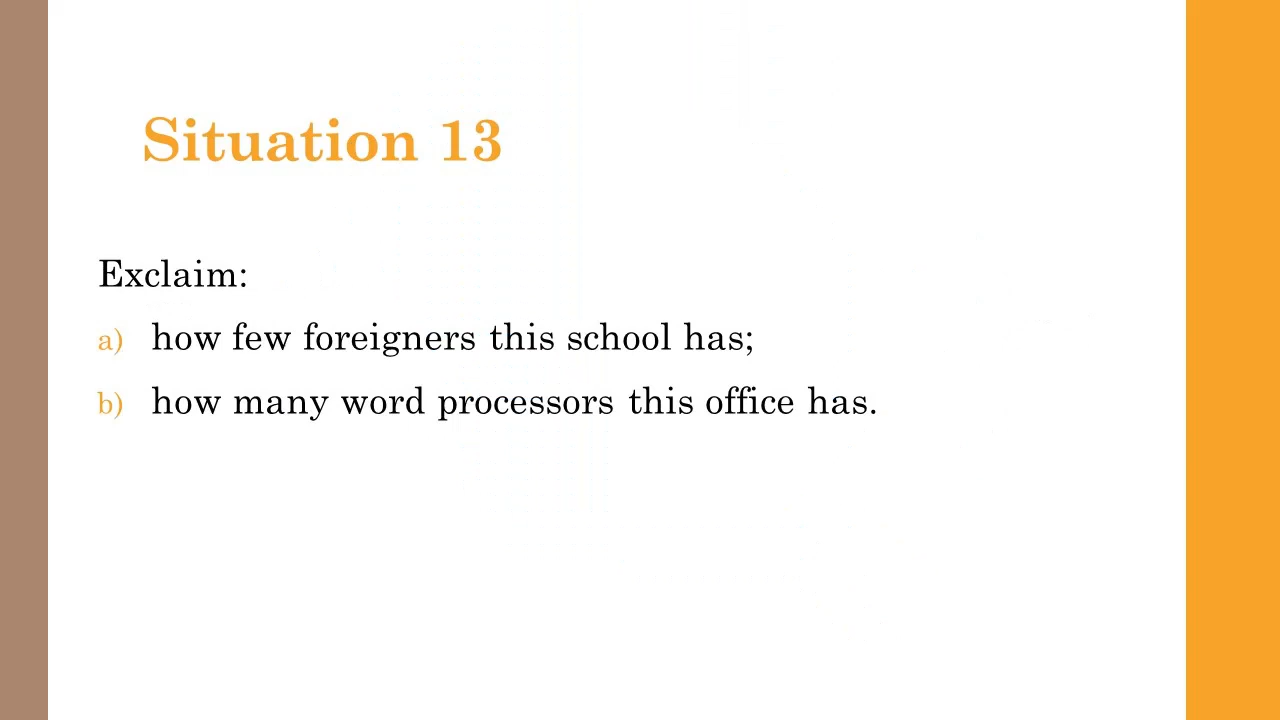 Situation 13
Exclaim:
a) how few foreigners this school has;
b) how many word processors this office has.